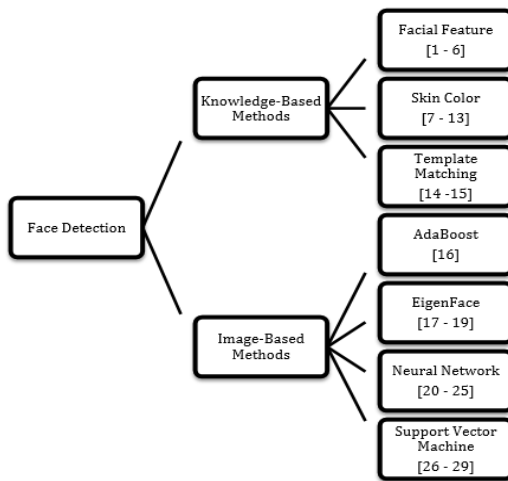 Facial Feature
[1 - 6]
Knowledge-Based
Methods
Skin Color
[7 - 13]
Template
Matching
[14 -15]
Face Detection
AdaBoost
[16]
EigenFace
[17 - 19]
Image-Based
Methods
Neural Network
[20 - 25]
Support Vector
Machine
[26 - 29]